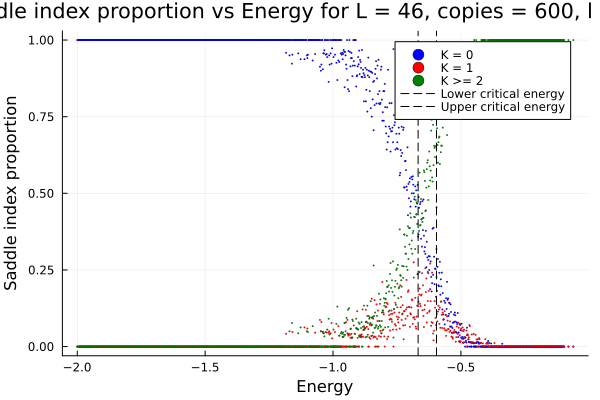 Saddle index proportion vs Energy for L = 46, copies = 600,
1.00
0.75
0.50
0.25
0.00
Saddle index proportion
K = 0
K = 1
K >= 2
Lower critical energy
Upper critical energy
−2.0 −1.5 −1.0 −0.5
Energy